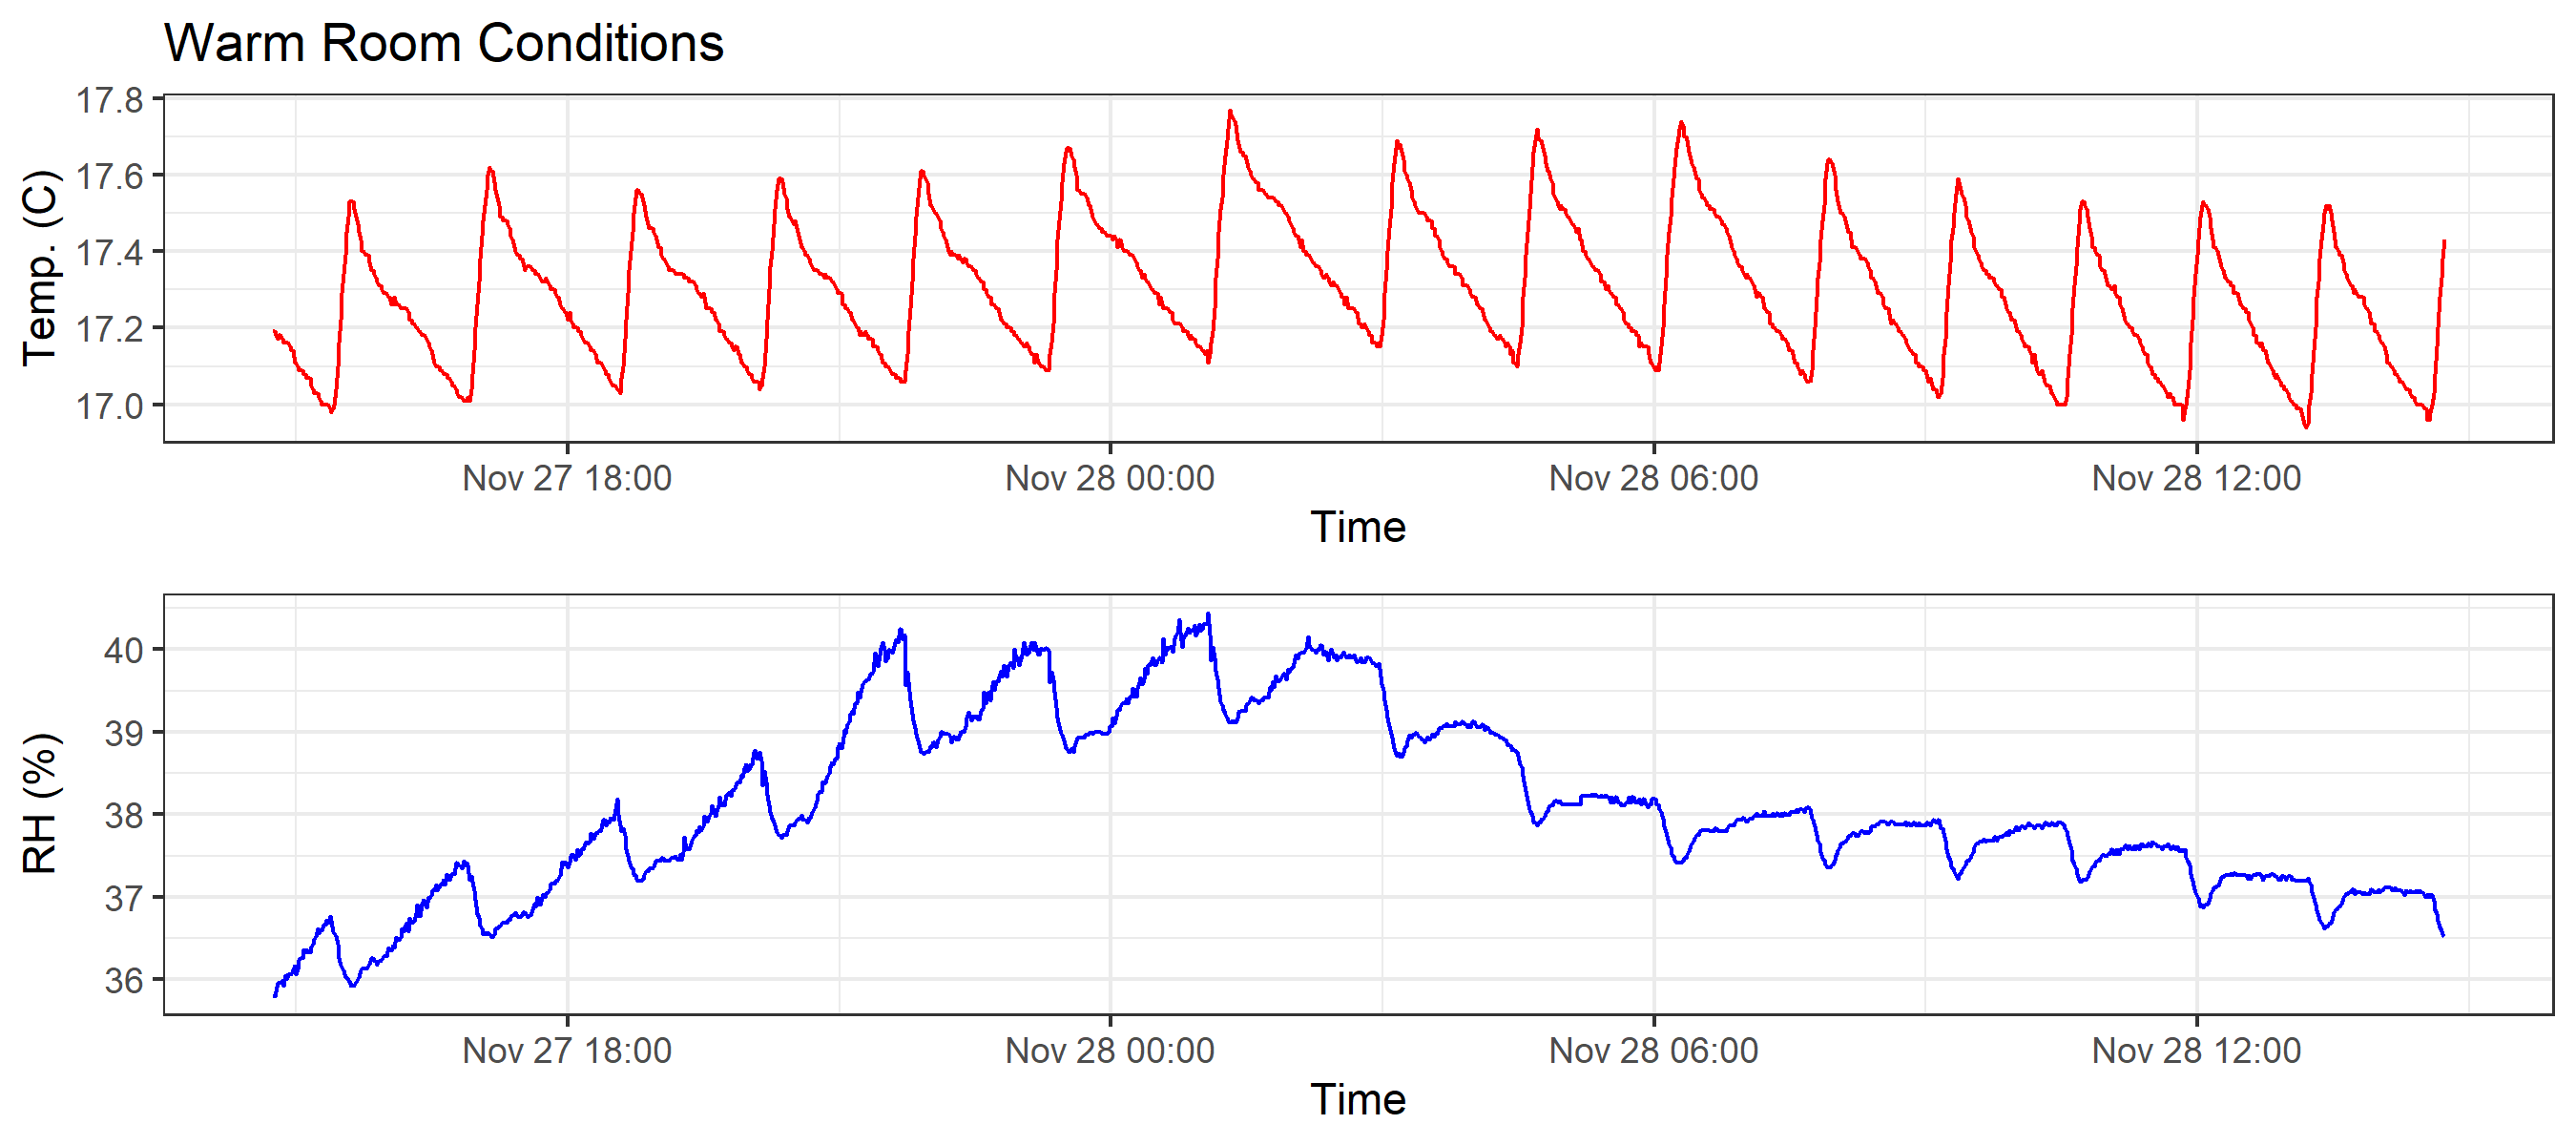 Warm Room Conditions
Temp. (C)
17.8
17.6
17.4
17.2
17.0
Nov 27 18:00 Nov 28 00:00 Nov 28 06:00 Nov 28 12:00
Time
RH (%)
40
39
38
37
36
Nov 27 18:00 Nov 28 00:00 Nov 28 06:00 Nov 28 12:00
Time